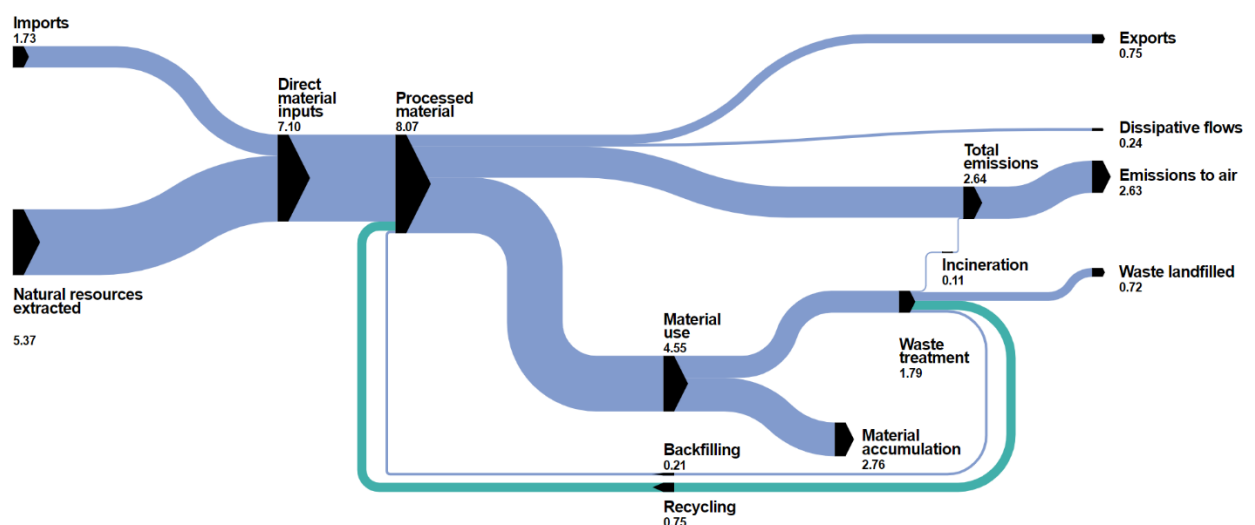 Imports
1.73
Exports
0.75
Direct
material
inputs
7.10
Processed
material
8.07
Dissipative flows
0.24
Total
emissions
2.64
Emissions to air
2.63
Incineration
0.11
Waste landfilled
0.72
Natural resources
extracted
5.37
Material
use
4.55
Waste
treatment
1.79
Material
accumulation
2.76
Backfilling
0.21
Recycling
0.75